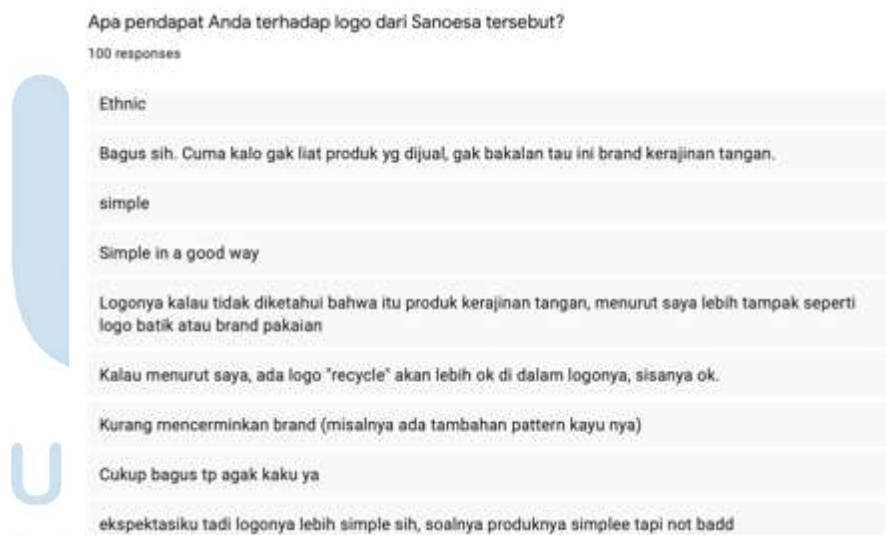 Apa pendapat Anda terhadap logo dari Sanoesa tersebut?
100 responses
Ethnic
Bagus sih. Cuma kalo gak liat produk yg dijual, gak bakalan tau ini brand kerajinan tangan.
simple
Simple in a good way
Logonya kalau tidak diketahui bahwa itu produk kerajinan tangan, menurut saya lebih tampak seperti
logo batik atau brand pakaian
Kalau menurut saya, ada logo "recycle" akan lebih ok di dalam logonya, sisanya ok.
Kurang mencerminkan brand (misalnya ada tambahan pattern kayu nya)
Cukup bagus tp agak kaku ya
ekspektasiku tadi logonya lebih simple sih, soalnya produknya simplee tapi not badd